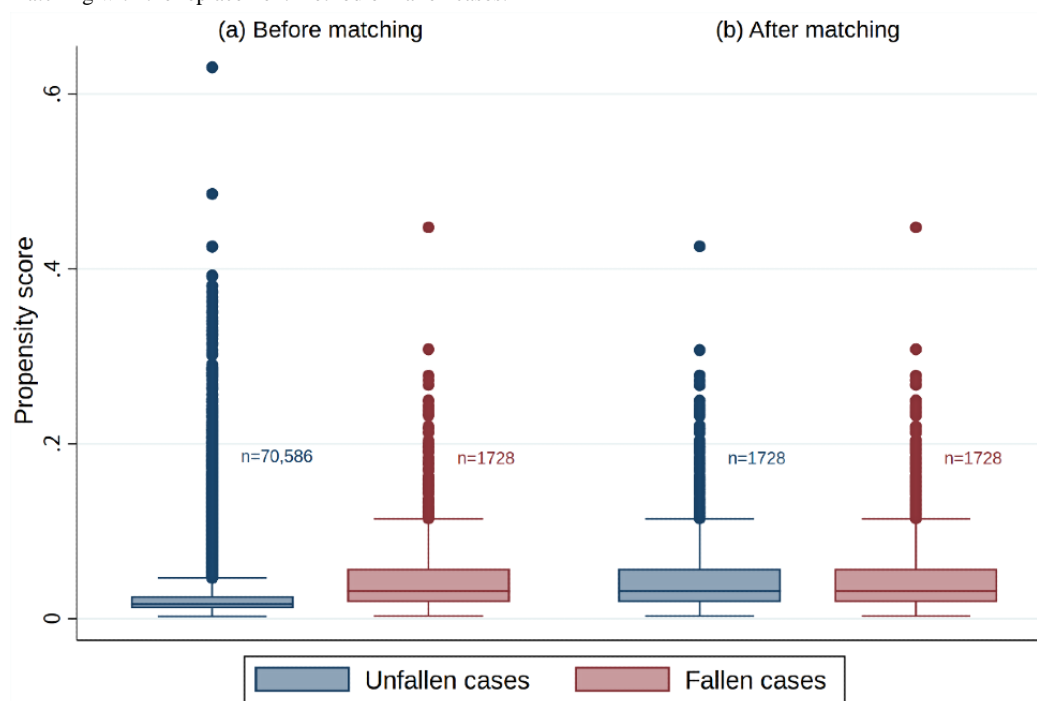 (a) Before matching
(b) After matching
Propensity score
.6
.4
.2
0
n=70,586
n=1728
n=1728
n=1728
Unfallen cases
Fallen cases